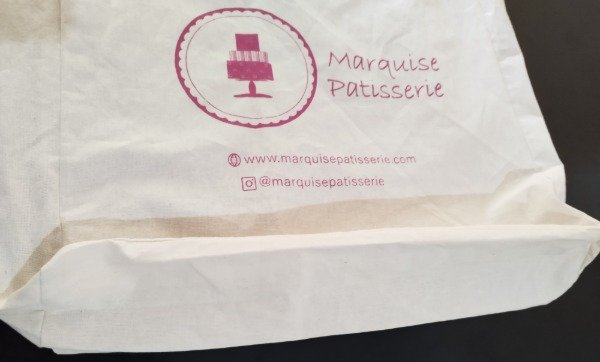 Marquise
Patisserie
www.marquisepatisserie.com
@marquisepatisserie